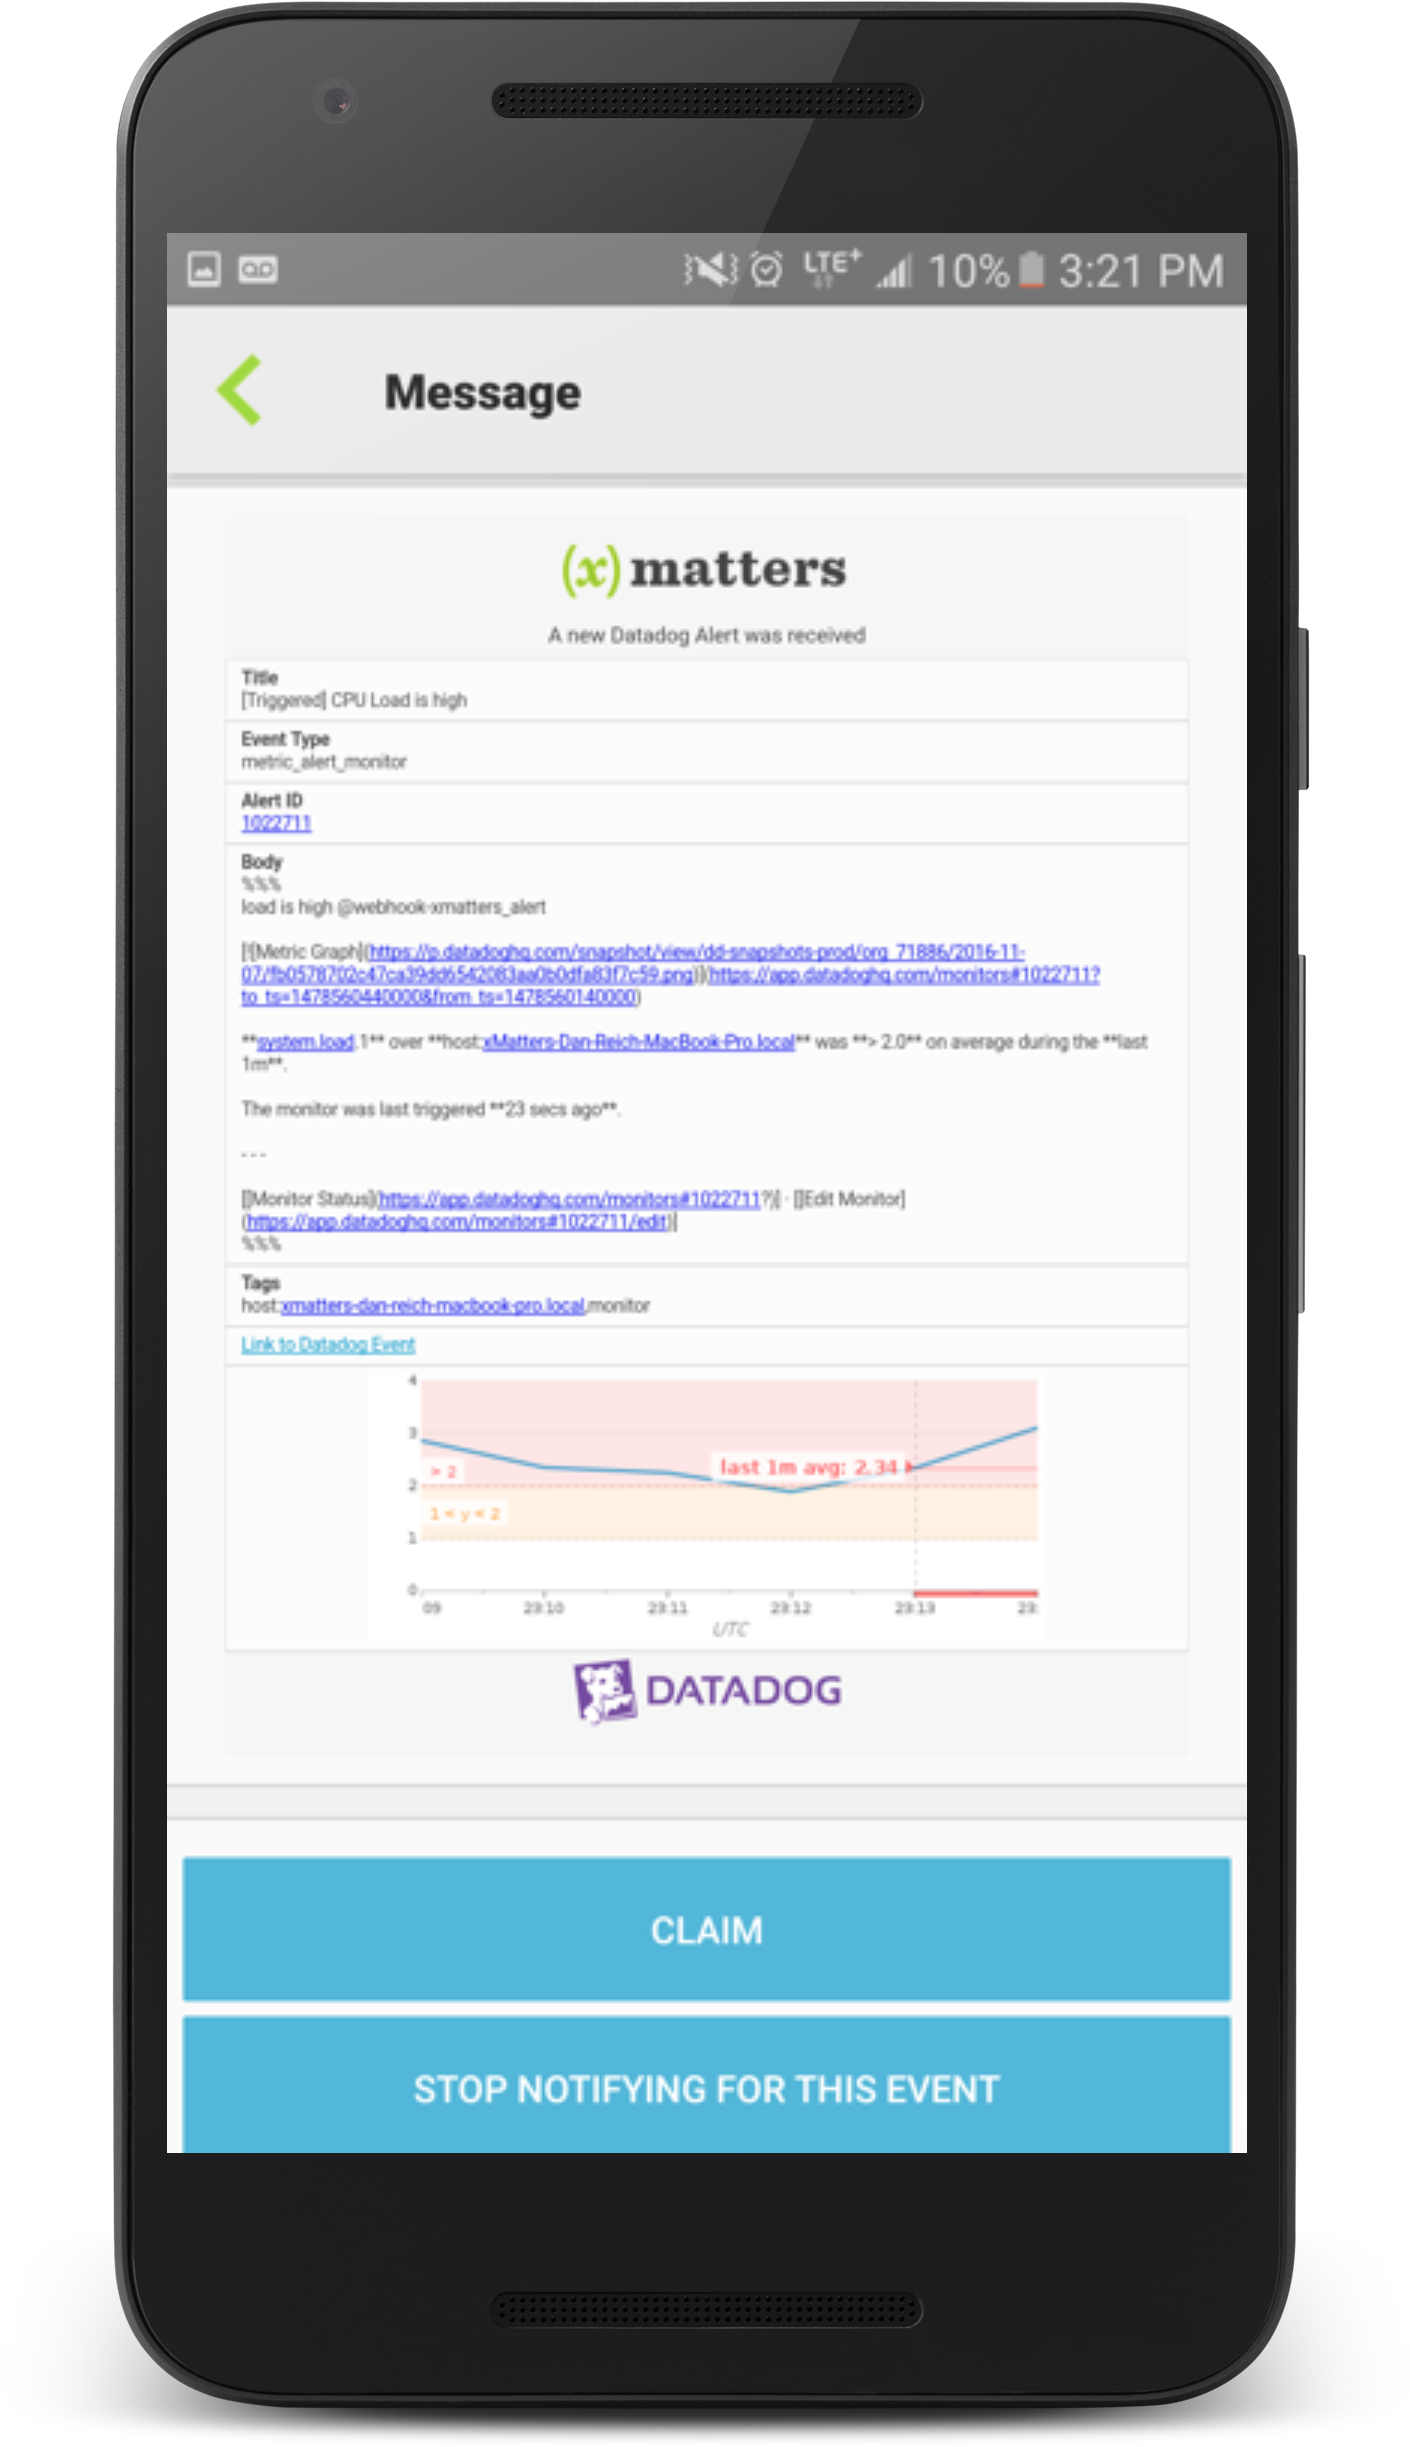 LTE+ 10% 3:21 PM
Message
(x) matters
A new Datadog Alert was received
Title
[Triggered] CPU Load is high
Event Type
metric_alert_monitor
Alert ID
1022711
Body
%%%
load is high @webhook-xmatters_alert
[![Metric Graph](https://p.datadoghq.com/snapshot/view/dd-snapshots-prod/org_71886/2016-11-
07/fb0578702c47ca39dd6542083aa0b0dfa83f7c59.png)](https://app.datadoghq.com/monitors#1022711?
to_ts=1478560440000&from_ts=1478560140000)
**system.load.1** over **host:xMatters-Dan-Reich-MacBook-Pro.local** was **> 2.0** on average during the **last
1m**.
The monitor was last triggered **23 secs ago**.
- - -
[[Monitor Status](https://app.datadoghq.com/monitors#1022711?)] · [[Edit Monitor]
(https://app.datadoghq.com/monitors#1022711/edit)]
%%%
Tags
host:xmatters-dan-reich-macbook-pro.local,monitor
Link to Datadog Event
4
3
last 1m avg: 2.34
> 2
2
1 < y < 2
1
0
09 23:10 23:11 23:12 23:13 23:
UTC
DATADOG
CLAIM
STOP NOTIFYING FOR THIS EVENT